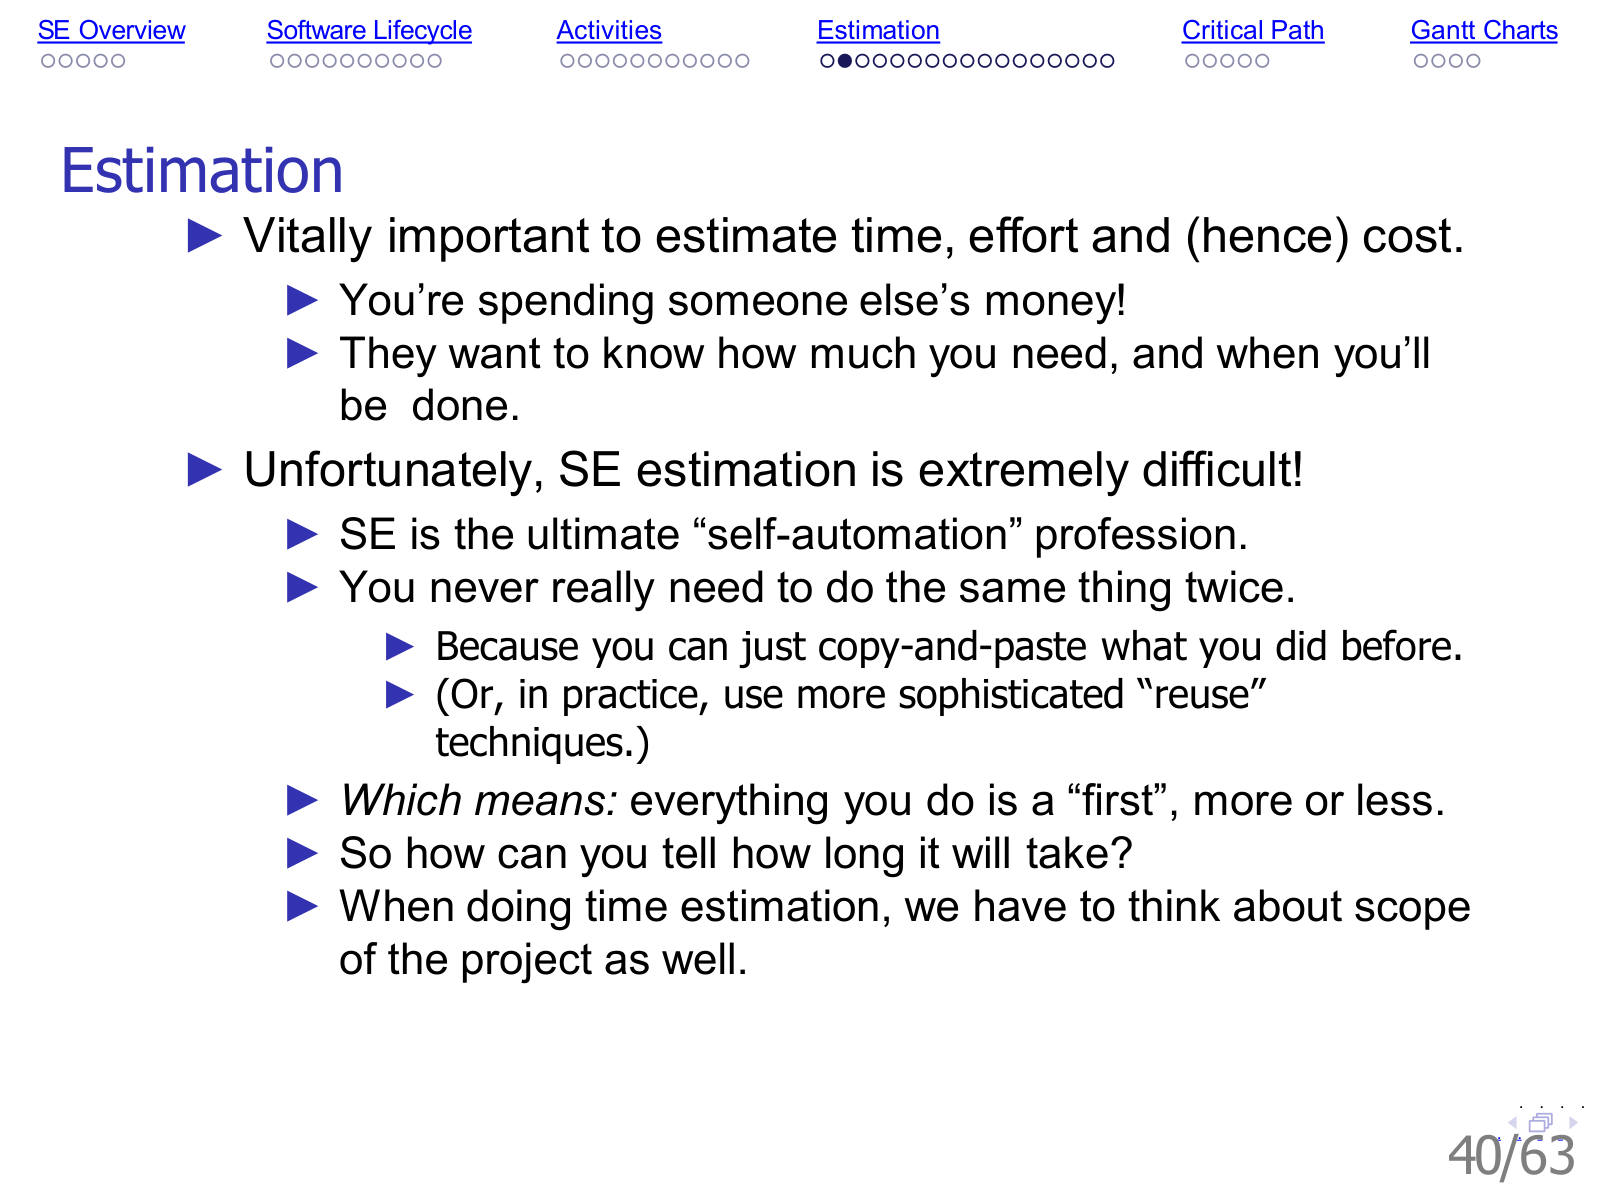 SE Overview Software Lifecycle Activities Estimation Critical Path Gantt Charts
Estimation
Vitally important to estimate time, effort and (hence) cost.
You’re spending someone else’s money!
They want to know how much you need, and when you’ll
be done.
Unfortunately, SE estimation is extremely difficult!
SE is the ultimate “self-automation” profession.
You never really need to do the same thing twice.
Because you can just copy-and-paste what you did before.
(Or, in practice, use more sophisticated “reuse”
techniques.)
Which means: everything you do is a “first”, more or less.
So how can you tell how long it will take?
When doing time estimation, we have to think about scope
of the project as well.
40/63